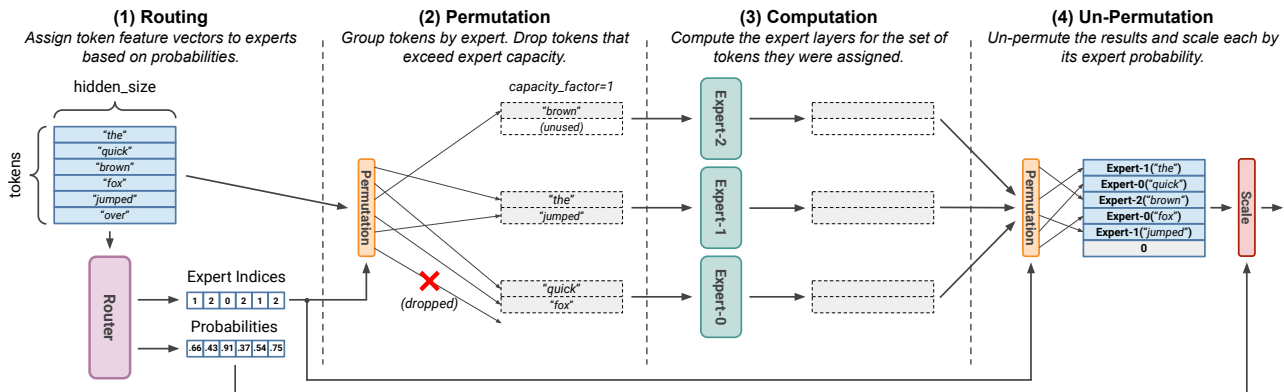 (1) Routing
Assign token feature vectors to experts
based on probabilities.
hidden_size
tokens
"the"
"quick"
"brown"
"fox"
"jumped"
"over"
Router
Expert Indices
1 2 0 2 1 2
Probabilities
.66 .43 .91 .37 .54 .75
(2) Permutation
Group tokens by expert. Drop tokens that
exceed expert capacity.
capacity_factor=1
Permutation
"brown"
(unused)
"the"
"jumped"
"quick"
"fox"
(dropped)
(3) Computation
Compute the expert layers for the set of
tokens they were assigned.
Expert-2
Expert-1
Expert-0
(4) Un-Permutation
Un-permute the results and scale each by
its expert probability.
Permutation
Expert-1("the")
Expert-0("quick")
Expert-2("brown")
Expert-0("fox")
Expert-1("jumped")
0
Scale